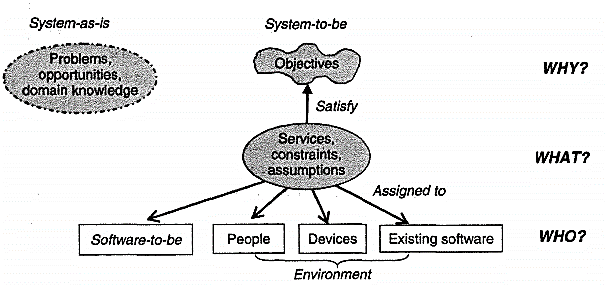 System-as-is
System-to-be
Problems,
opportunities,
domain knowledge
Objectives
WHY?
Satisfy
Services,
constraints,
assumptions
WHAT?
Assigned to
Software-to-be
People
Devices
Existing software
WHO?
Environment